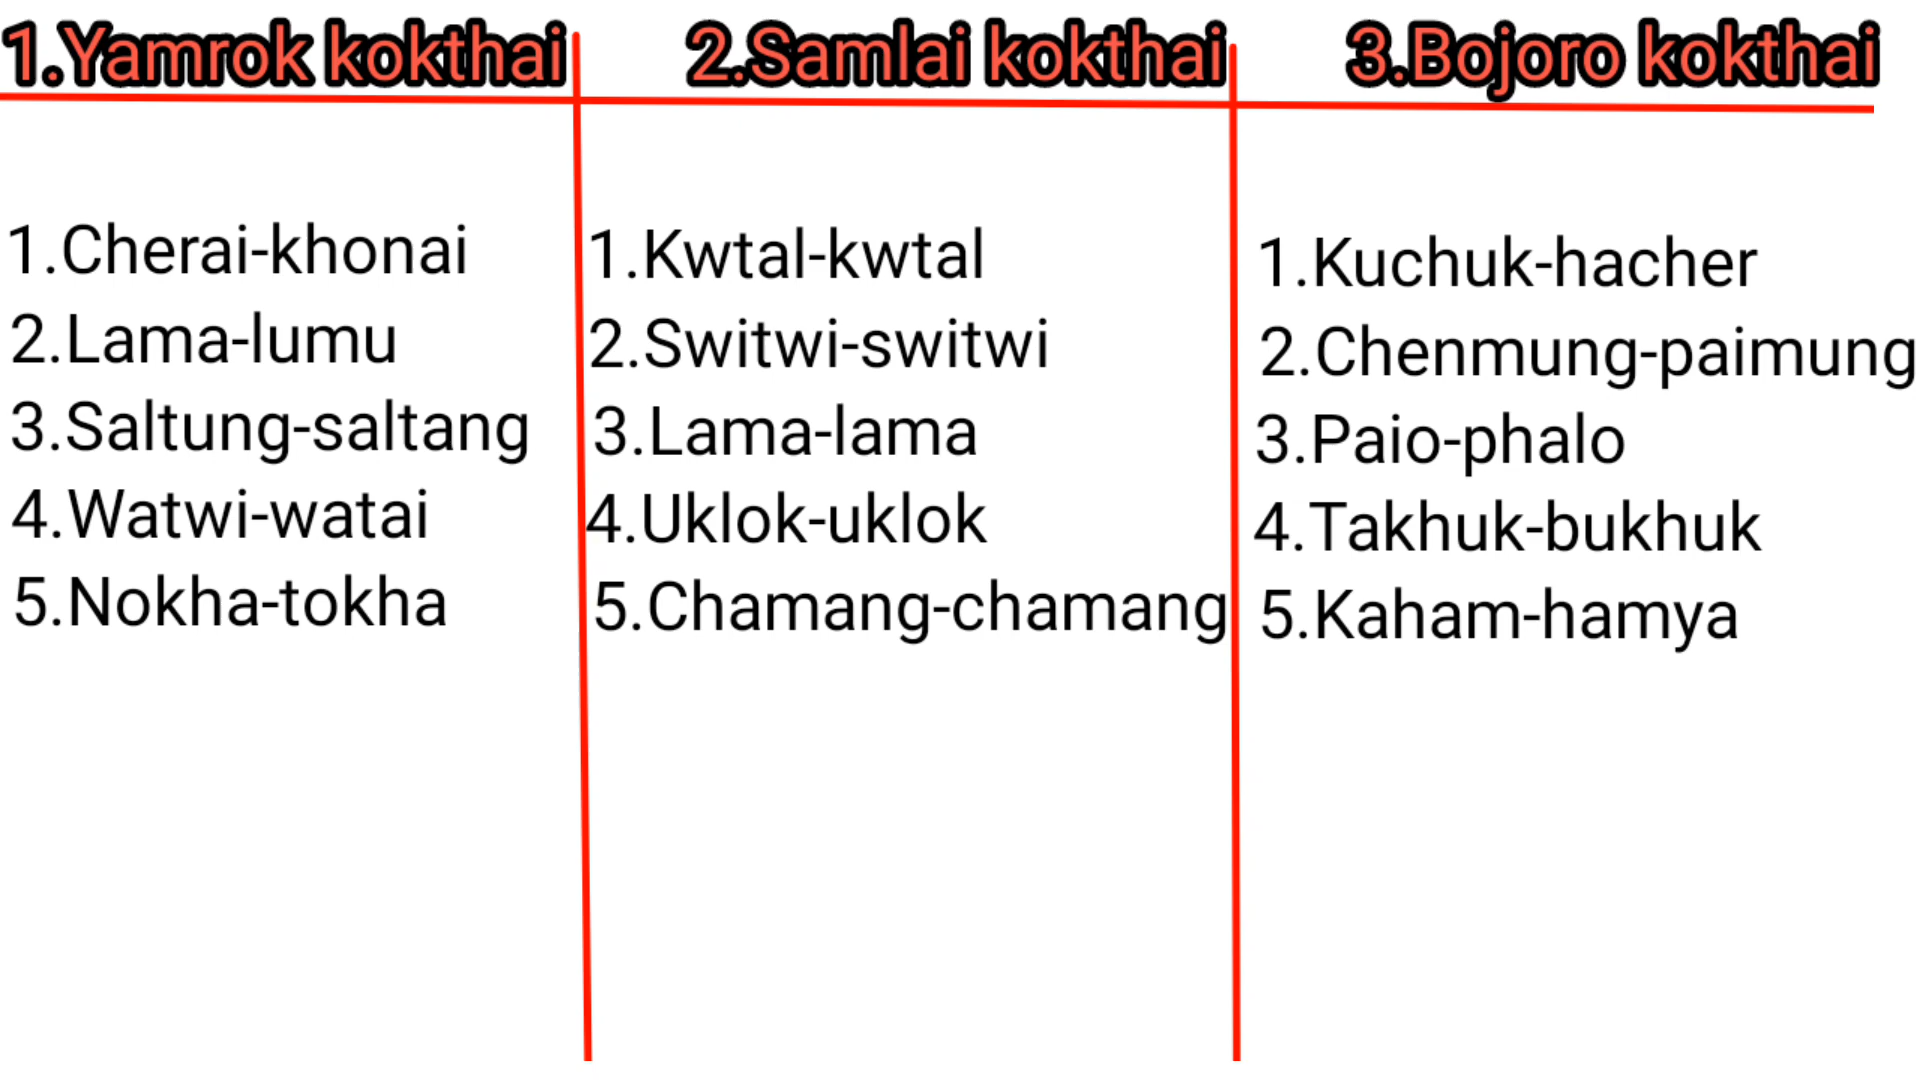 1.Yamrok kokthai
1.Cherai-khonai
2.Lama-lumu
3.Saltung-saltang
4.Watwi-watai
5.Nokha-tokha
2.Samlai kokthai
1.Kwtal-kwtal
2.Switwi-switwi
3.Lama-lama
4.Uklok-uklok
5.Chamang-chamang
3.Bojoro kokthai
1.Kuchuk-hacher
2.Chenmung-paimung
3.Paio-phalo
4.Takhuk-bukhuk
5.Kaham-hamya